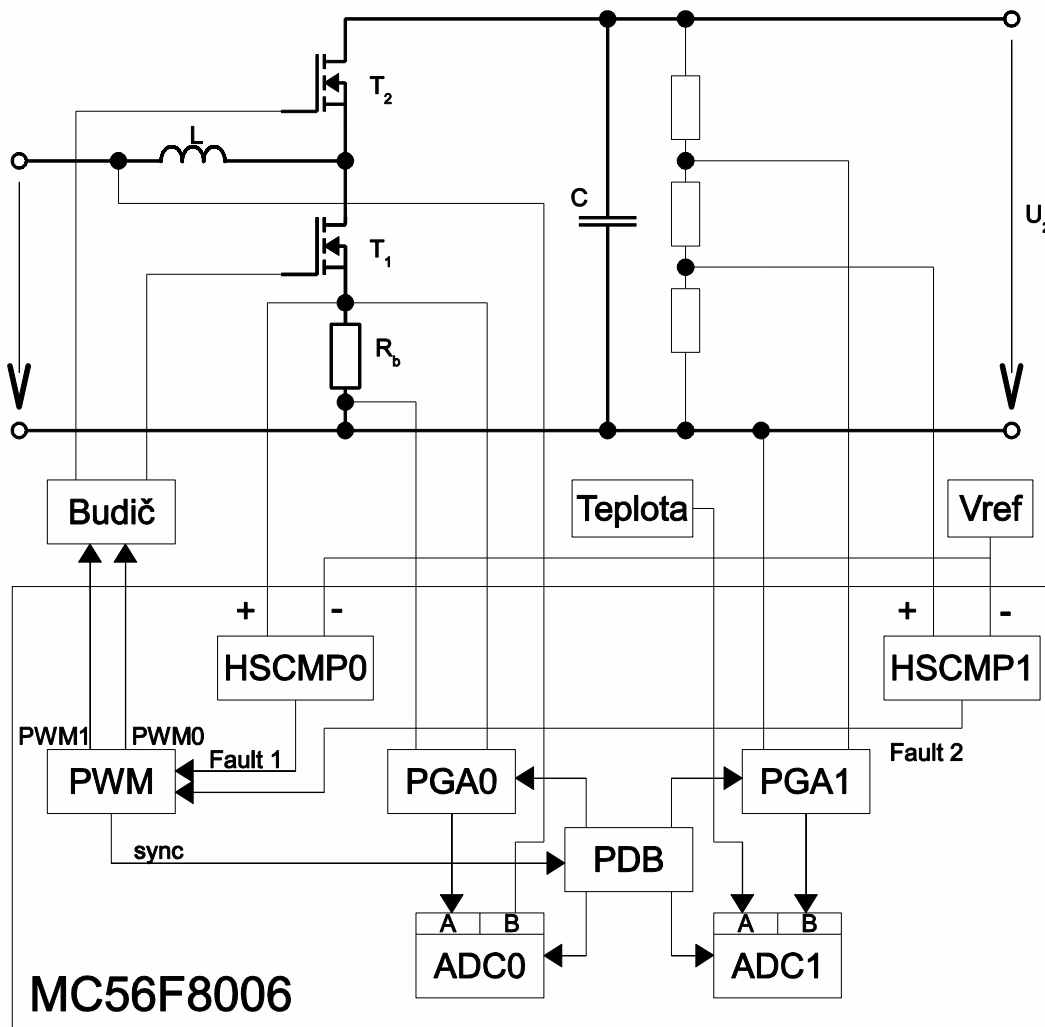 T2
L
C
U2
T1
Rb
Budič
Teplota
Vref
+ -
+ -
HSCMP0
HSCMP1
PWM1 PWM0
Fault 1
Fault 2
PWM
PGA0
PGA1
sync
PDB
A B
A B
ADC0
ADC1
MC56F8006